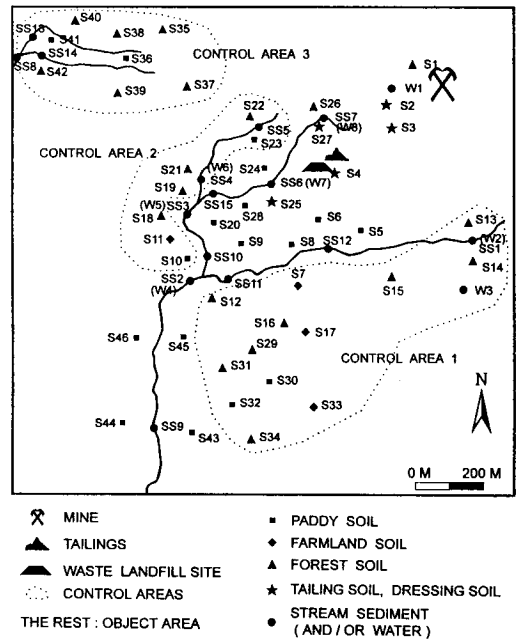 S40
SS13
S41
S38
S35
SS14
S36
CONTROL AREA 3
SS8
S42
S39
S37
S1
W1
S2
S3
S22
S26
SS7
(W8)
S27
SS5
S23
CONTROL AREA 2
S21
(W6)
S24
SS4
SS6
(W7)
S4
S19
(W5)
SS3
SS15
S25
S28
S18
S20
S6
S13
S11
S9
S8
SS12
S5
(W2)
SS1
S10
SS10
S14
SS2
(W4)
SS11
S7
S15
W3
S12
S16
S17
S46
S45
S29
CONTROL AREA 1
S31
S30
N
S32
S33
S44
SS9
S43
S34
0 M 200 M
MINE
TAILINGS
WASTE LANDFILL SITE
CONTROL AREAS
THE REST : OBJECT AREA
PADDY SOIL
FARMLAND SOIL
FOREST SOIL
TAILING SOIL, DRESSING SOIL
STREAM SEDIMENT
( AND / OR WATER )